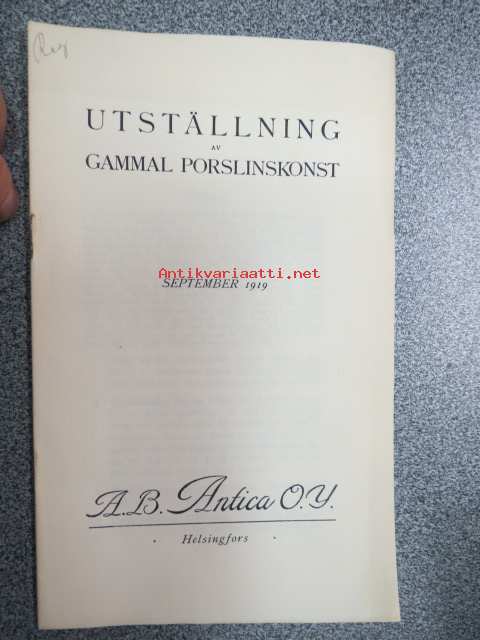 UTSTÄLLNING
AV
GAMMAL PORSLINSKONST
Antikvariaatti.net
SEPTEMBER 1919
A.B. Antica O.Y.
Helsingfors